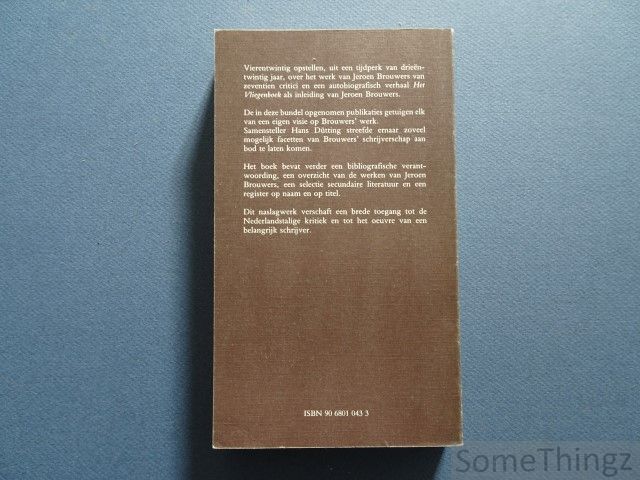 Vierentwintig opstellen, uit een tijdperk van drieën-
twintig jaar, over het werk van Jeroen Brouwers van
zeventien critici en een autobiografisch verhaal Het
Vliegenboek als inleiding van Jeroen Brouwers.
De in deze bundel opgenomen publikaties getuigen elk
van een eigen visie op Brouwers' werk.
Samensteller Hans Dütting streefde ernaar zoveel
mogelijk facetten van Brouwers' schrijverschap aan
bod te laten komen.
Het boek bevat verder een bibliografische verant-
woording, een overzicht van de werken van Jeroen
Brouwers, een selectie secundaire literatuur en een
register op naam en op titel.
Dit naslagwerk verschaft een brede toegang tot de
Nederlandstalige kritiek en tot het oeuvre van een
belangrijk schrijver.
ISBN 90 6801 043 3
SomeThingz